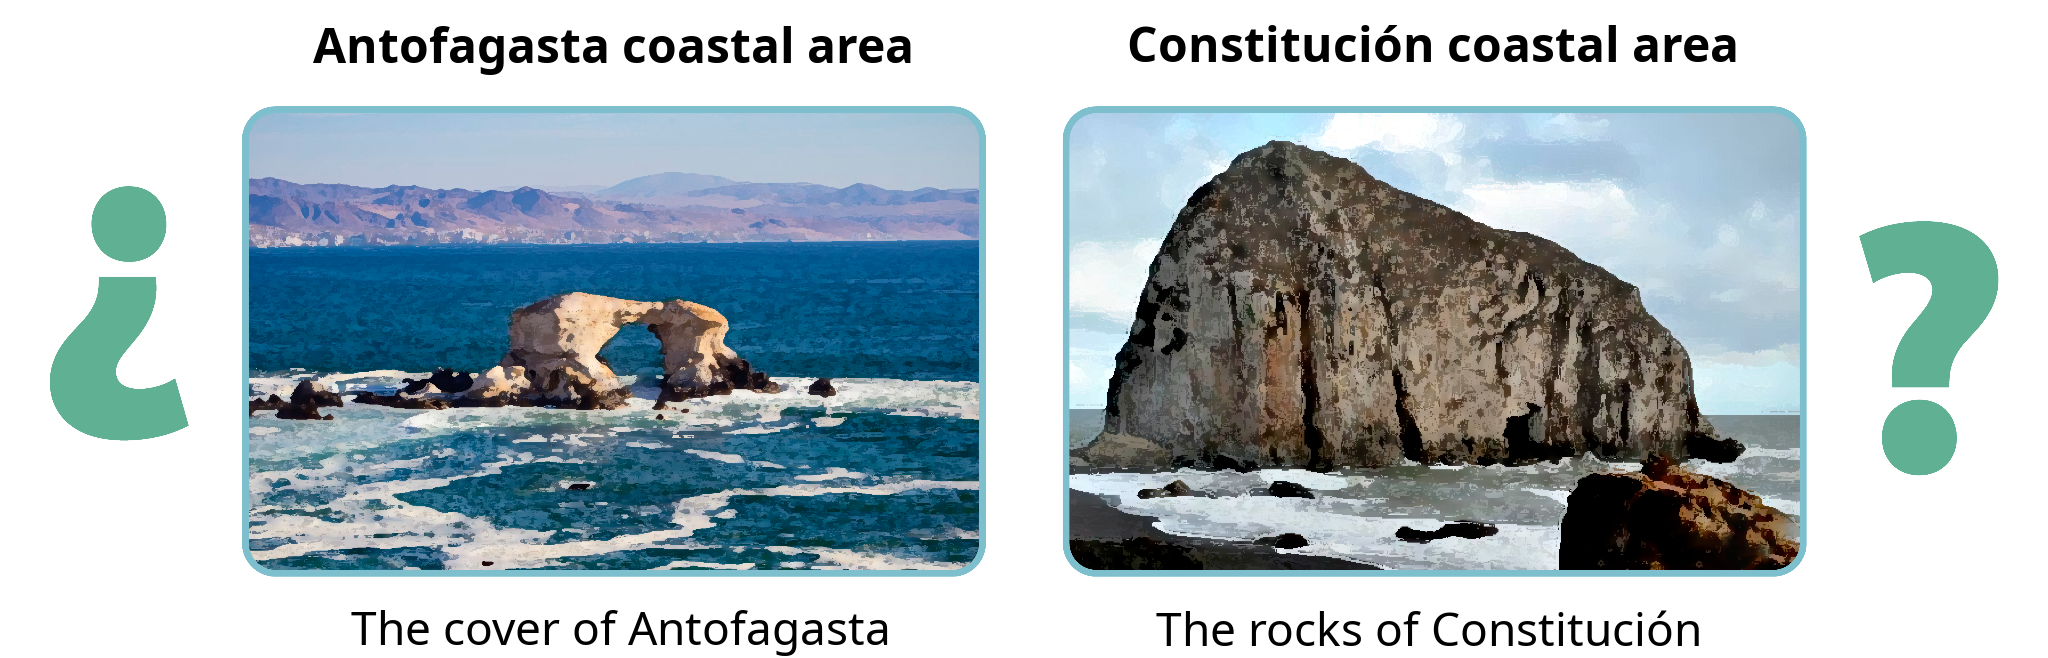 Antofagasta coastal area
Constitución coastal area
¿
?
The cover of Antofagasta
The rocks of Constitución